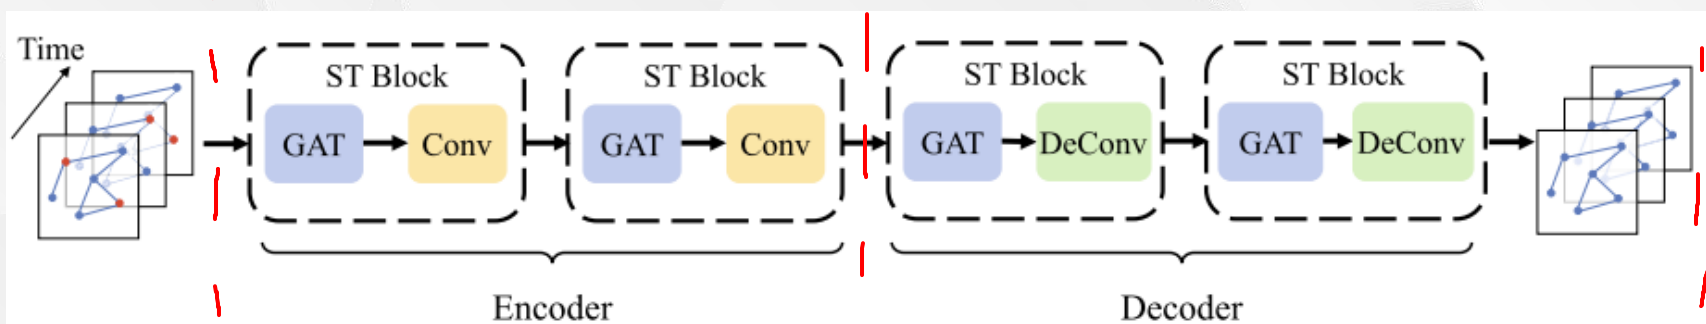 Time
ST Block
ST Block
ST Block
ST Block
GAT
Conv
GAT
Conv
GAT
DeConv
GAT
DeConv
Encoder
Decoder